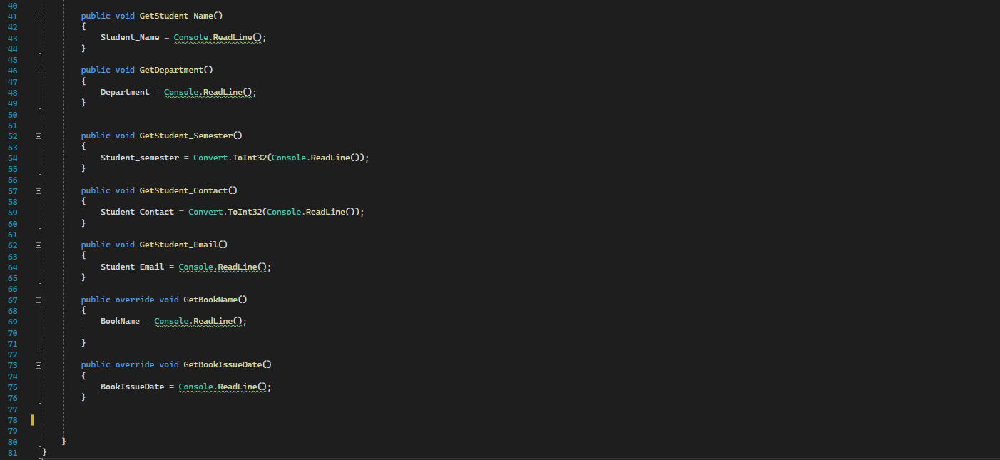 40
41 public void GetStudent_Name()
42 {
43 Student_Name = Console.ReadLine();
44 }
45
46 public void GetDepartment()
47 {
48 Department = Console.ReadLine();
49 }
50
51
52 public void GetStudent_Semester()
53 {
54 Student_semester = Convert.ToInt32(Console.ReadLine());
55 }
56
57 public void GetStudent_Contact()
58 {
59 Student_Contact = Convert.ToInt32(Console.ReadLine());
60 }
61
62 public void GetStudent_Email()
63 {
64 Student_Email = Console.ReadLine();
65 }
66
67 public override void GetBookName()
68 {
69 BookName = Console.ReadLine();
70
71 }
72
73 public override void GetBookIssueDate()
74 {
75 BookIssueDate = Console.ReadLine();
76 }
77
78
79
80 }
81 }